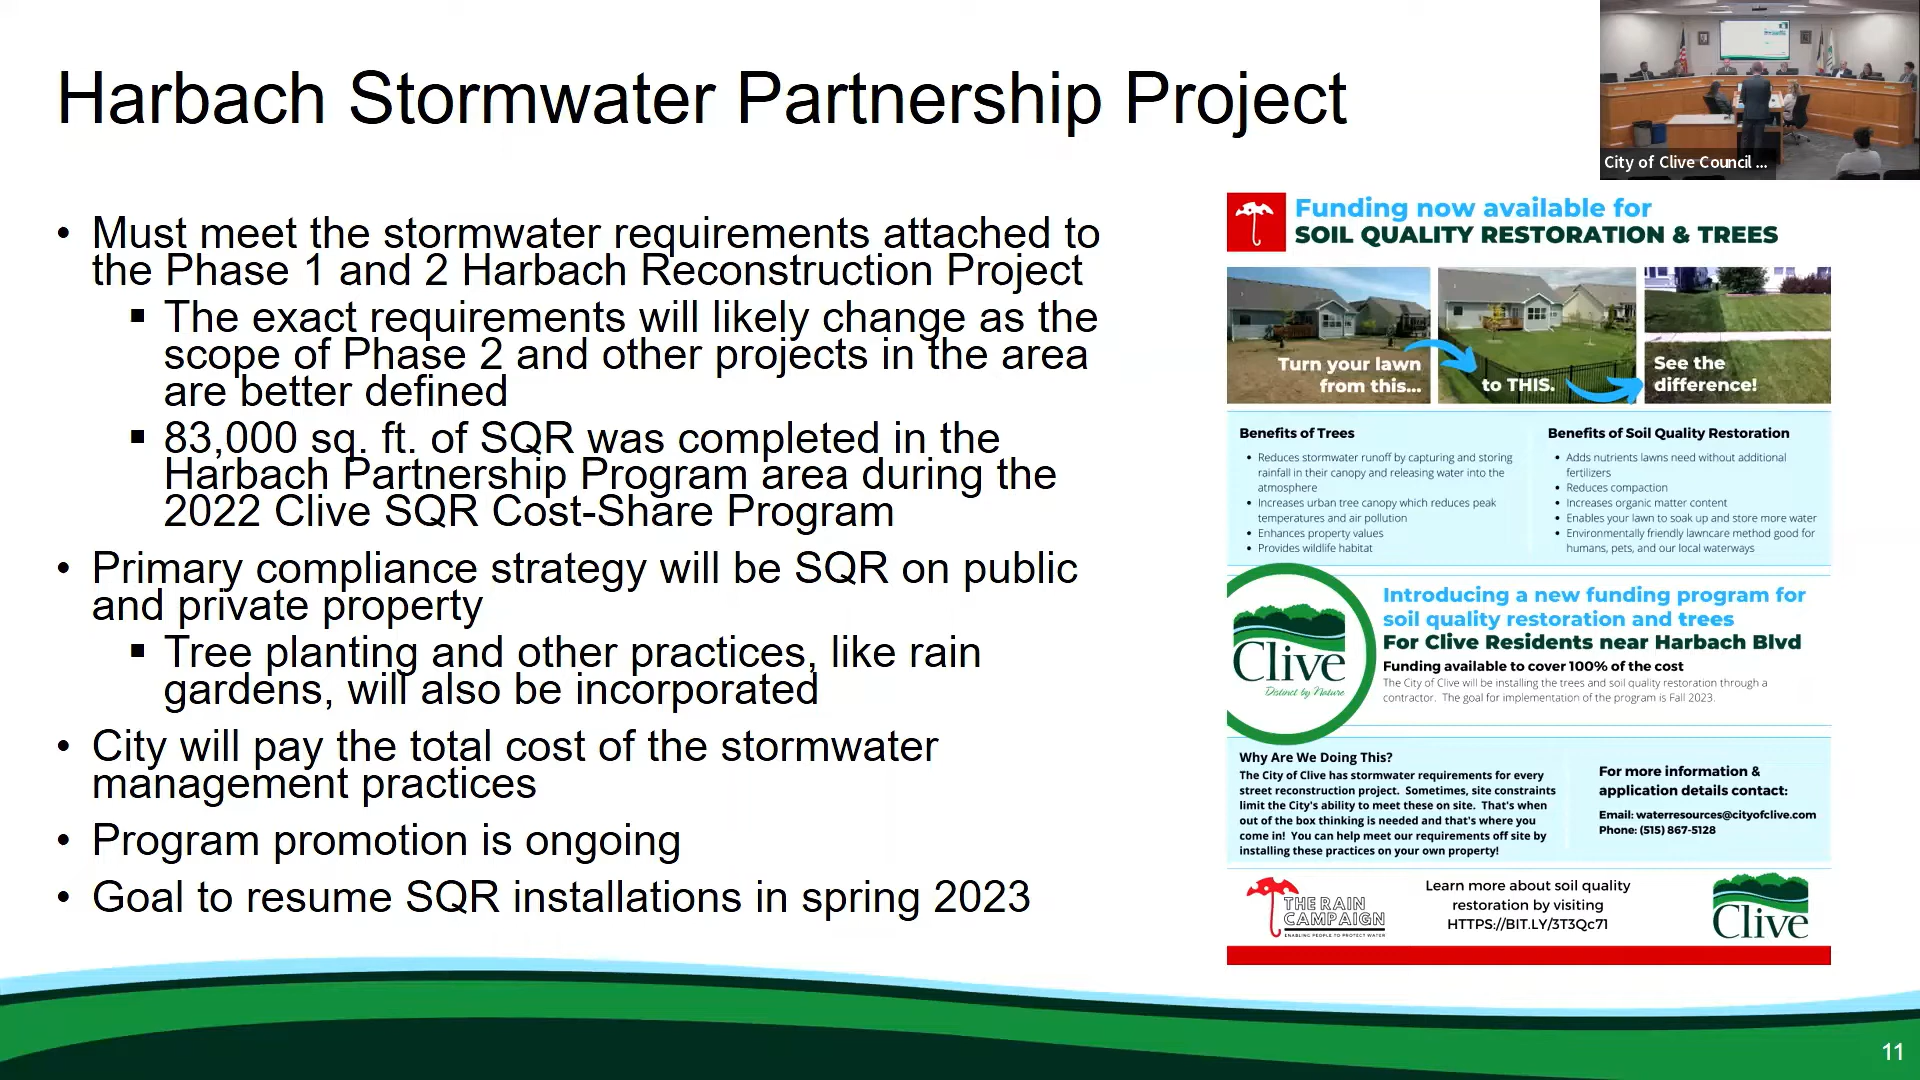 Harbach Stormwater Partnership Project
City of Clive Council ...
• Must meet the stormwater requirements attached to
the Phase 1 and 2 Harbach Reconstruction Project
▪ The exact requirements will likely change as the
scope of Phase 2 and other projects in the area
are better defined
▪ 83,000 sq. ft. of SQR was completed in the
Harbach Partnership Program area during the
2022 Clive SQR Cost-Share Program
• Primary compliance strategy will be SQR on public
and private property
▪ Tree planting and other practices, like rain
gardens, will also be incorporated
• City will pay the total cost of the stormwater
management practices
• Program promotion is ongoing
• Goal to resume SQR installations in spring 2023
Funding now available for
SOIL QUALITY RESTORATION & TREES
Turn your lawn
from this...
to THIS.
See the
difference!
Benefits of Trees
• Reduces stormwater runoff by capturing and storing
rainfall in their canopy and releasing water into the
atmosphere
• Increases urban tree canopy which reduces peak
temperatures and air pollution
• Enhances property values
• Provides wildlife habitat
Benefits of Soil Quality Restoration
• Adds nutrients lawns need without additional
fertilizers
• Reduces compaction
• Increases organic matter content
• Enables your lawn to soak up and store more water
• Environmentally friendly lawncare method good for
humans, pets, and our local waterways
Clive
Distinct by Nature
Introducing a new funding program for
soil quality restoration and trees
For Clive Residents near Harbach Blvd
Funding available to cover 100% of the cost
The City of Clive will be installing the trees and soil quality restoration through a
contractor. The goal for implementation of the program is Fall 2023.
Why Are We Doing This?
The City of Clive has stormwater requirements for every
street reconstruction project. Sometimes, site constraints
limit the City's ability to meet these on site. That's when
out of the box thinking is needed and that's where you
come in! You can help meet our requirements off site by
installing these practices on your own property!
For more information &
application details contact:
Email: waterresources@cityofclive.com
Phone: (515) 867-5128
THE RAIN
CAMPAIGN
ENABLING PEOPLE TO PROTECT WATER
Learn more about soil quality
restoration by visiting
HTTPS://BIT.LY/3T3Qc71
Clive
11